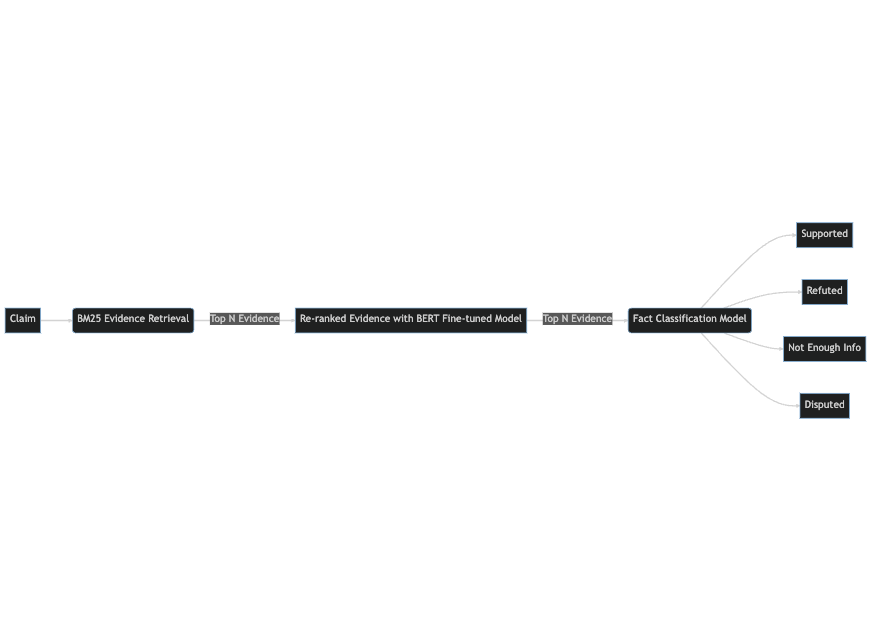 Claim
BM25 Evidence Retrieval
Top N Evidence
Re-ranked Evidence with BERT Fine-tuned Model
Top N Evidence
Fact Classification Model
Supported
Refuted
Not Enough Info
Disputed